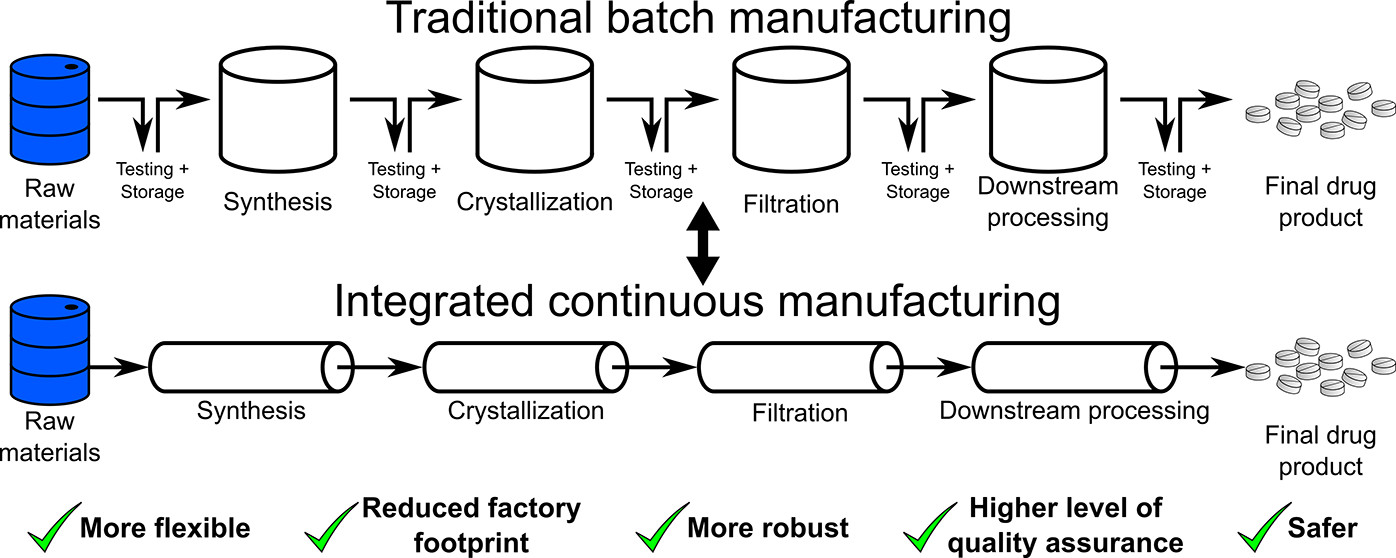 Traditional batch manufacturing
Testing +
Storage
Testing +
Storage
Testing +
Storage
Testing +
Storage
Testing +
Storage
Raw
materials
Synthesis
Crystallization
Filtration
Downstream
processing
Final drug
product
Integrated continuous manufacturing
Raw
materials
Synthesis
Crystallization
Filtration
Downstream processing
Final drug
product
More flexible
Reduced factory
footprint
More robust
Higher level of
quality assurance
Safer